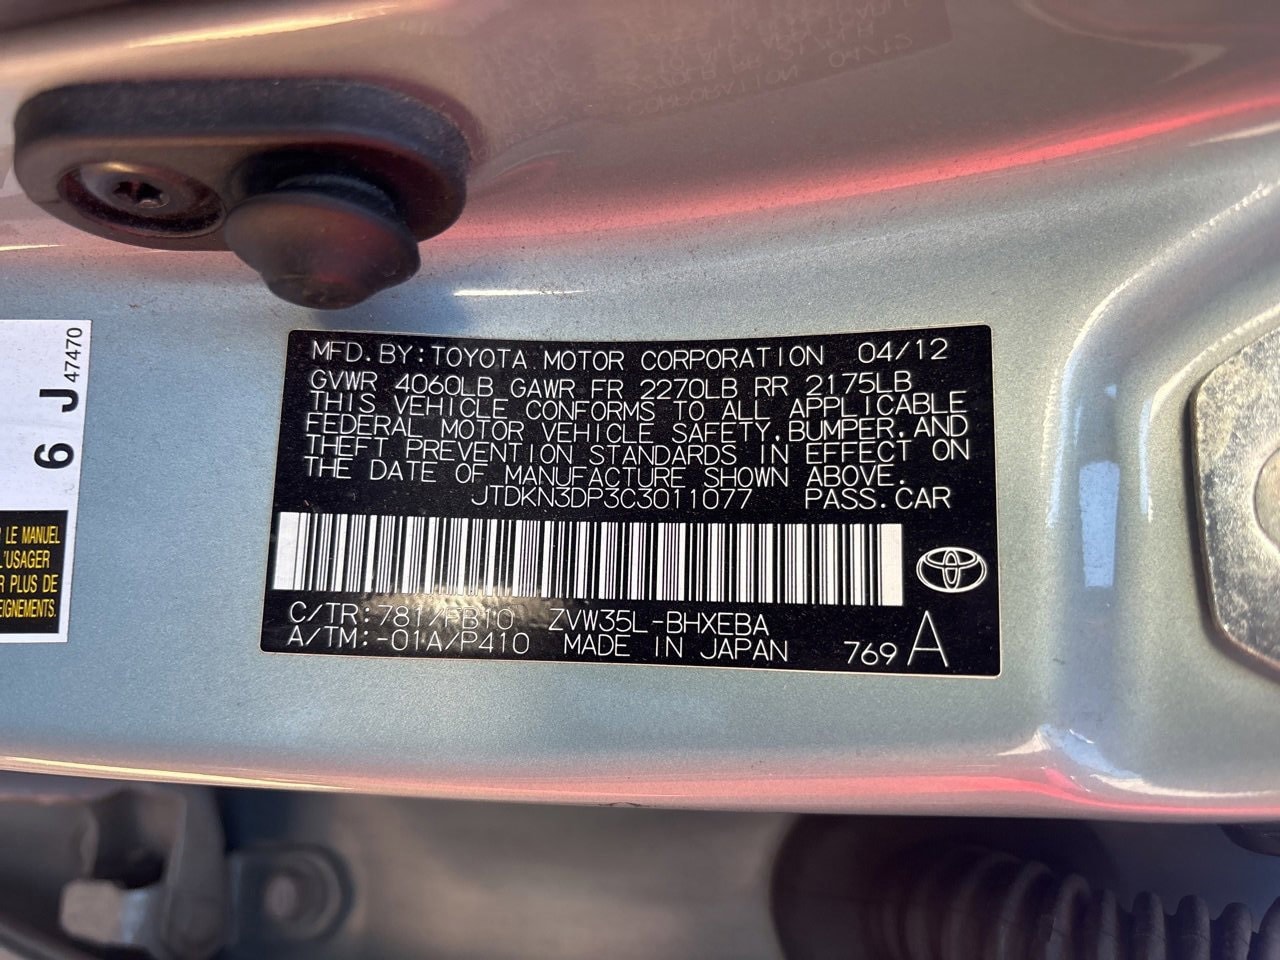 MFD.BY:TOYOTA MOTOR CORPORATION 04/12
GVWR 4060LB GAWR FR 2270LB RR 2175LB
THIS VEHICLE CONFORMS TO ALL APPLICABLE
FEDERAL MOTOR VEHICLE SAFETY,BUMPER,AND
THEFT PREVENTION STANDARDS IN EFFECT ON
THE DATE OF MANUFACTURE SHOWN ABOVE.
JTDKN3DP3C3011077 PASS.CAR
C/TR:781/FB10 ZVW35L-BHXEBA
A/TM:-01A/P410 MADE IN JAPAN 769 A
6 J 47470
LE MANUEL
L'USAGER
R PLUS DE
EIGNEMENTS.